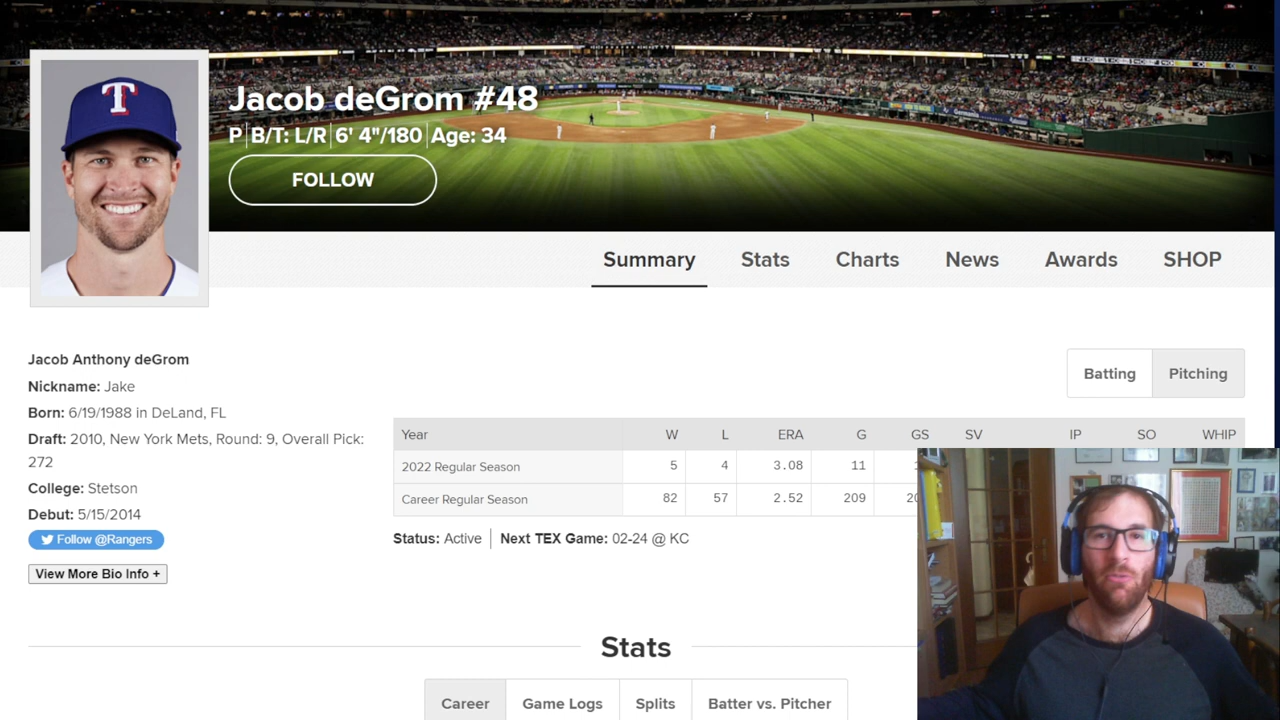 Jacob deGrom #48
P B/T: L/R 6' 4"/180 Age: 34
FOLLOW
Summary Stats Charts News Awards SHOP
Jacob Anthony deGrom
Nickname: Jake
Born: 6/19/1988 in DeLand, FL
Draft: 2010, New York Mets, Round: 9, Overall Pick:
272
College: Stetson
Debut: 5/15/2014
Follow @Rangers
View More Bio Info +
Batting Pitching
Year W L ERA G GS SV IP SO WHIP
2022 Regular Season 5 4 3.08 11
Career Regular Season 82 57 2.52 209
Status: Active Next TEX Game: 02-24 @ KC
Stats
Career Game Logs Splits Batter vs. Pitcher
T